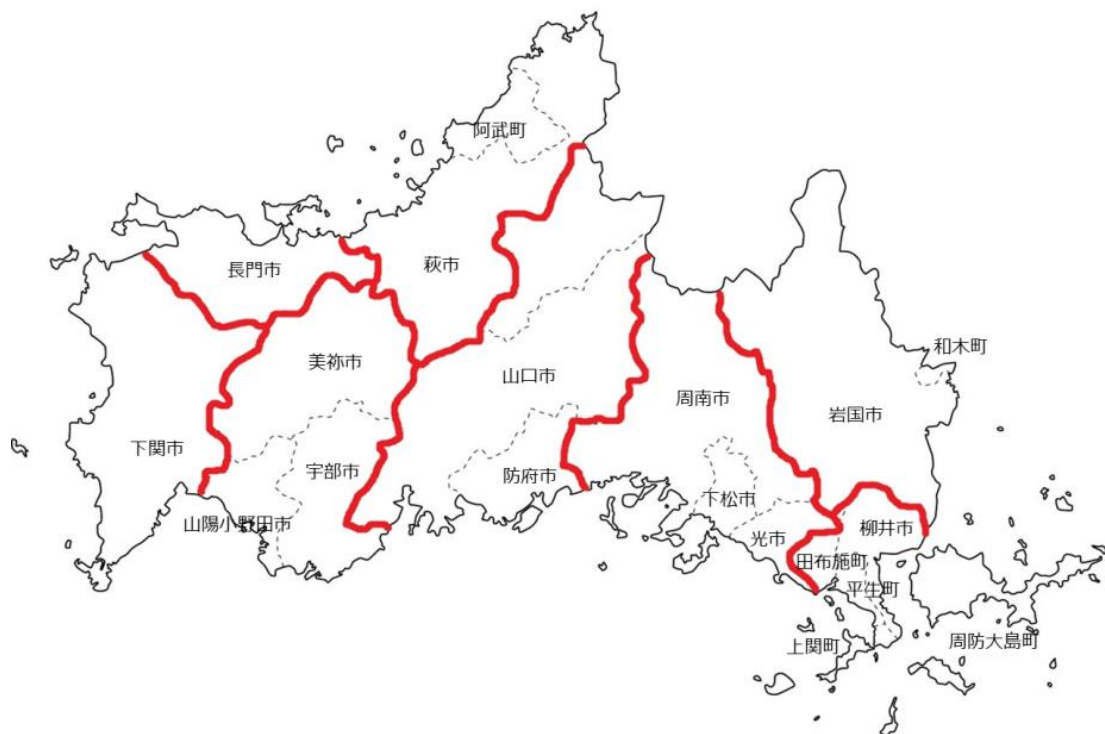 阿武町
長門市
萩市
和木町
美祢市
山口市
周南市
岩国市
下関市
宇部市
防府市
下松市
山陽小野田市
光市
柳井市
田布施町
平生町
上関町
周防大島町